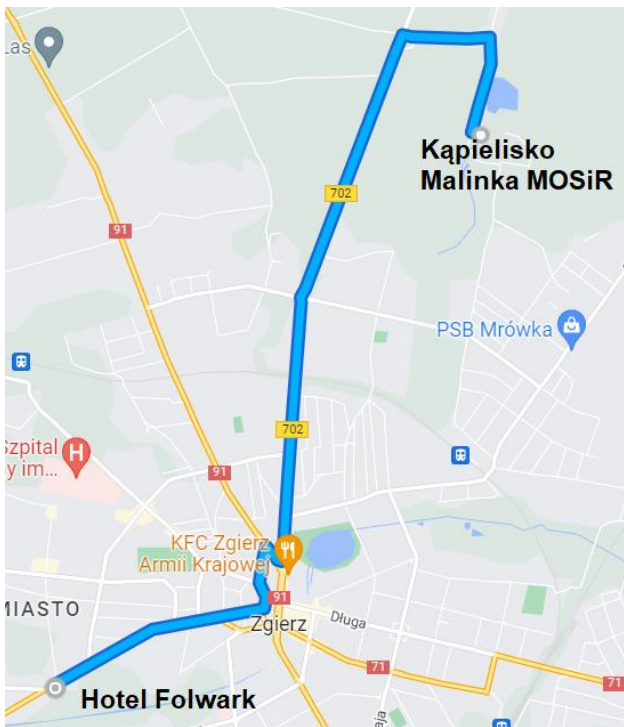 Las
Kąpielisko
Malinka MOSiR
702
91
PSB Mrówka
702
Szpital
y im...
H
91
KFC Zgierz
Armii Krajowej
MIASTO
91
Zgierz
Długa
71
71
Hotel Folwark